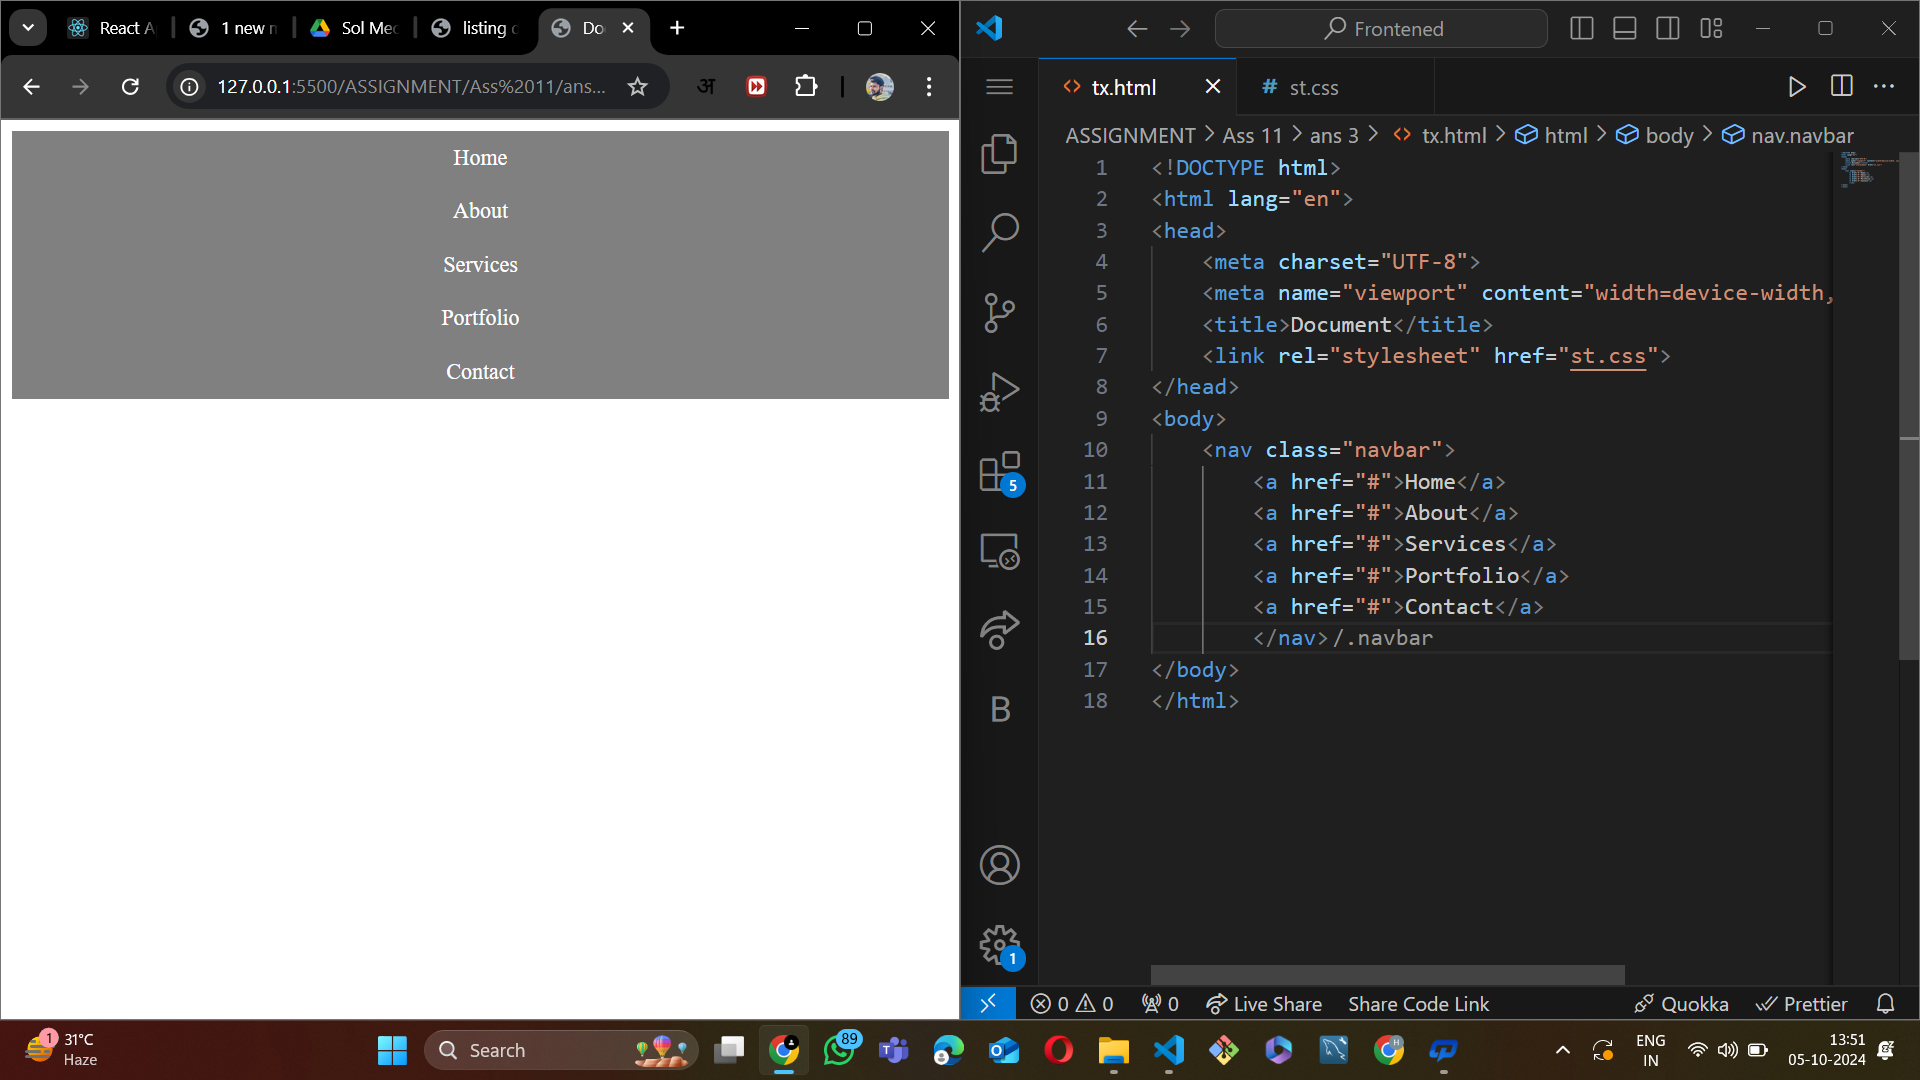 React A
1 new n
Sol Mec
listing c
Do
127.0.0.1:5500/ASSIGNMENT/Ass%2011/ans...
अ
Home
About
Services
Portfolio
Contact
Frontened
tx.html
# st.css
ASSIGNMENT > Ass 11 > ans 3 > tx.html > html > body > nav.navbar
1 <!DOCTYPE html>
2 <html lang="en">
3 <head>
4 <meta charset="UTF-8">
5 <meta name="viewport" content="width=device-width,
6 <title>Document</title>
7 <link rel="stylesheet" href="st.css">
8 </head>
9 <body>
10 <nav class="navbar">
11 <a href="#">Home</a>
12 <a href="#">About</a>
13 <a href="#">Services</a>
14 <a href="#">Portfolio</a>
15 <a href="#">Contact</a>
16 </nav>/.navbar
17 </body>
18 </html>
5
B
1
0 0 0 Live Share Share Code Link Quokka Prettier
1
31°C
Haze
Search
89
H
ENG
IN
13:51
05-10-2024